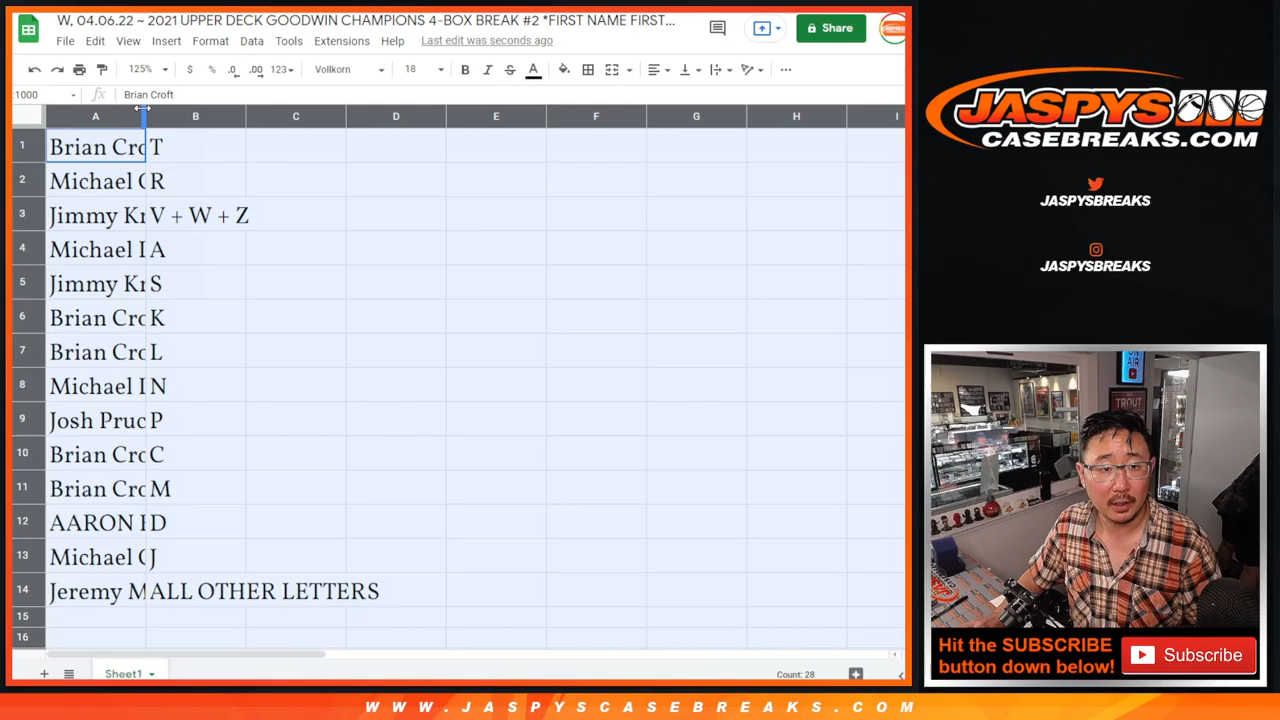 W, 04.06.22 ~ 2021 UPPER DECK GOODWIN CHAMPIONS 4-BOX BREAK #2 *FIRST NAME FIRST...
Share
File Edit View Insert Format Data Tools Extensions Help Last edit was seconds ago
125% $ % .0 .00 123 Vollkorn 18 B I S A
1000 fx Brian Croft
A B C D E F G H I
1 Brian Cro T
2 Michael R
3 Jimmy Kr V + W + Z
4 Michael A
5 Jimmy Kr S
6 Brian Cro K
7 Brian Cro L
8 Michael N
9 Josh Pruc P
10 Brian Cro C
11 Brian Cro M
12 AARON D
13 Michael J
14 Jeremy M ALL OTHER LETTERS
15
16
Sheet1
Count: 28
JASPYS
CASEBREAKS.COM
JASPYSBREAKS
JASPYSBREAKS
ON AIR
TROUT
Hit the SUBSCRIBE
button down below!
Subscribe
WWW.JASPYSCASEBREAKS.COM